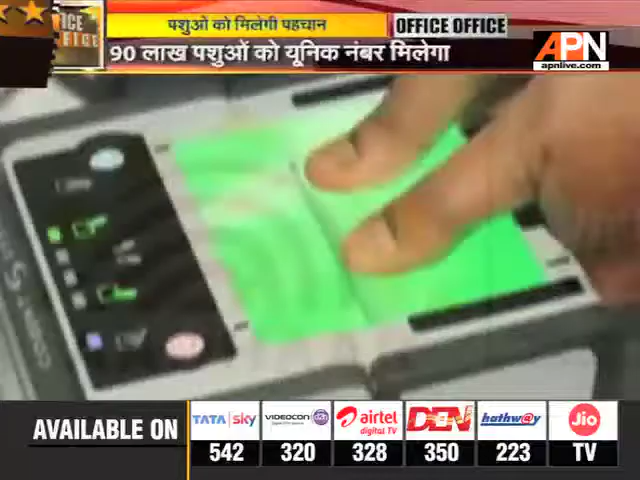 पशुओं को मिलेगी पहचान
OFFICE OFFICE
90 लाख पशुओं को यूनिक नंबर मिलेगा
APN
apnlive.com
AVAILABLE ON
TATA sky
VIDEOCON d2h
airtel digital TV
DEN
hathway
Jio
542
320
328
350
223
TV